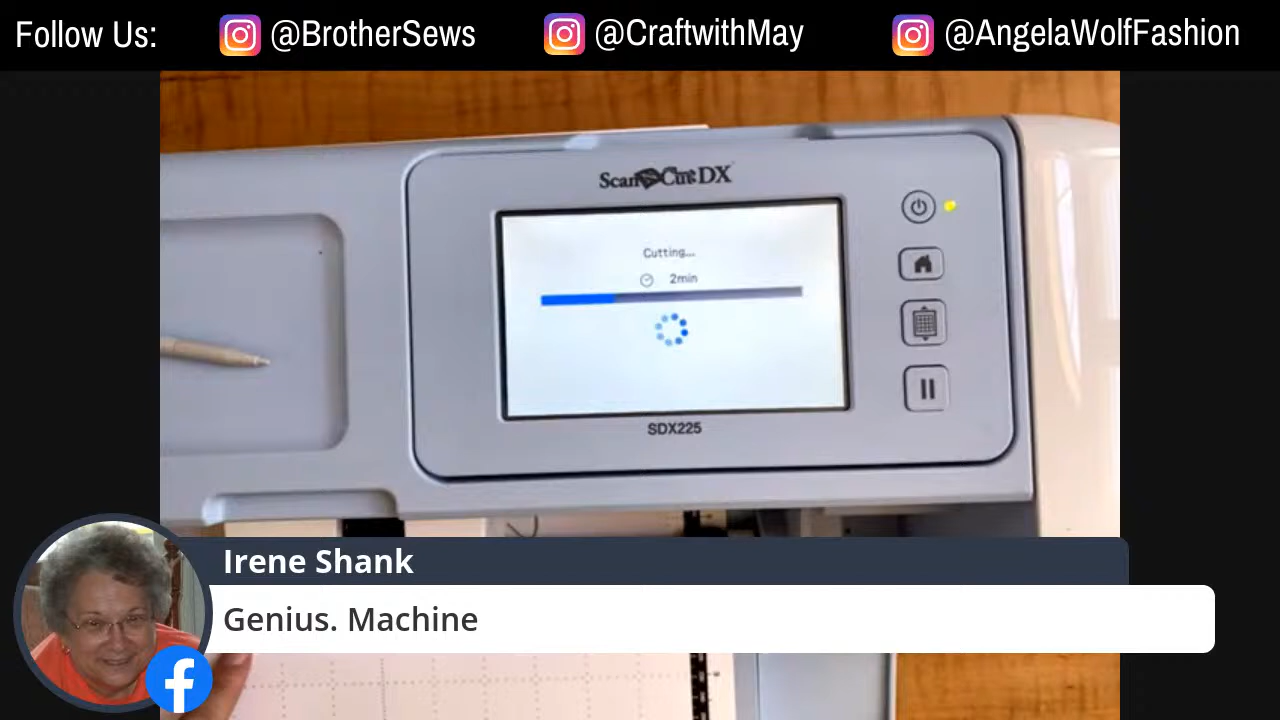 Follow Us: @BrotherSews @CraftwithMay @AngelaWolfFashion
ScanNCut DX
Cutting...
2min
SDX225
Irene Shank
Genius. Machine